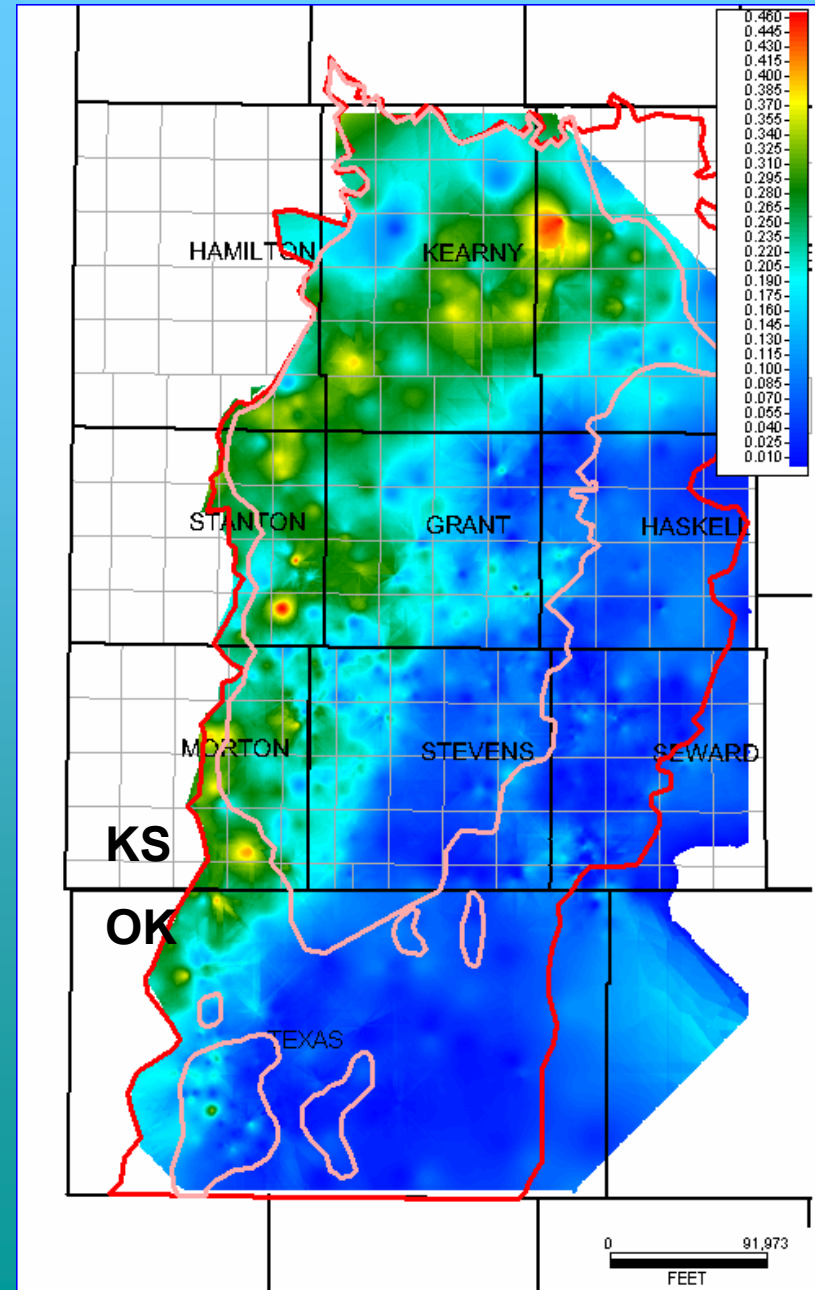 0.460
0.445
0.430
0.415
0.400
0.385
0.370
0.355
0.340
0.325
0.310
0.295
0.280
0.265
0.250
0.235
0.220
0.205
0.190
0.175
0.160
0.145
0.130
0.115
0.100
0.085
0.070
0.055
0.040
0.025
0.010
HAMILTON
KEARNY
STANTON
GRANT
HASKELL
MORTON
STEVENS
SEWARD
KS
OK
TEXAS
0 91,973
FEET